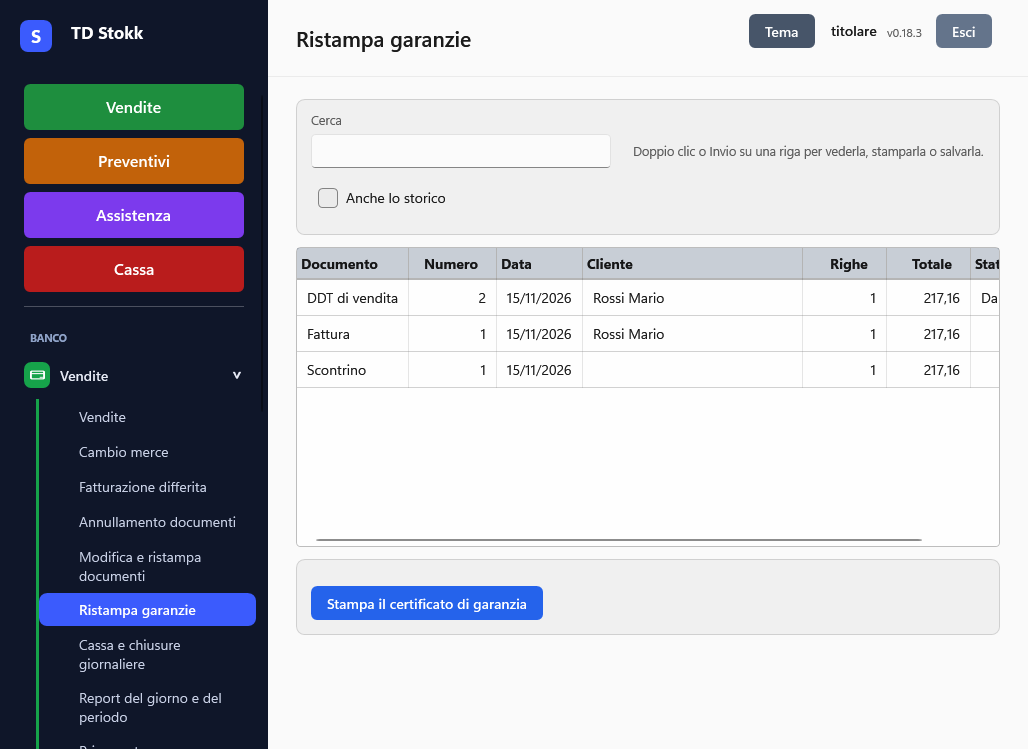 S
TD Stokk
Vendite
Preventivi
Assistenza
Cassa
BANCO
Vendite
Vendite
Cambio merce
Fatturazione differita
Annullamento documenti
Modifica e ristampa
documenti
Ristampa garanzie
Cassa e chiusure
giornaliere
Report del giorno e del
periodo
Ristampa garanzie
Tema
titolare
v0.18.3
Esci
Cerca
Doppio clic o Invio su una riga per vederla, stamparla o salvarla.
Anche lo storico
Documento Numero Data Cliente Righe Totale Stat
DDT di vendita 2 15/11/2026 Rossi Mario 1 217,16 Da
Fattura 1 15/11/2026 Rossi Mario 1 217,16
Scontrino 1 15/11/2026 1 217,16
Stampa il certificato di garanzia